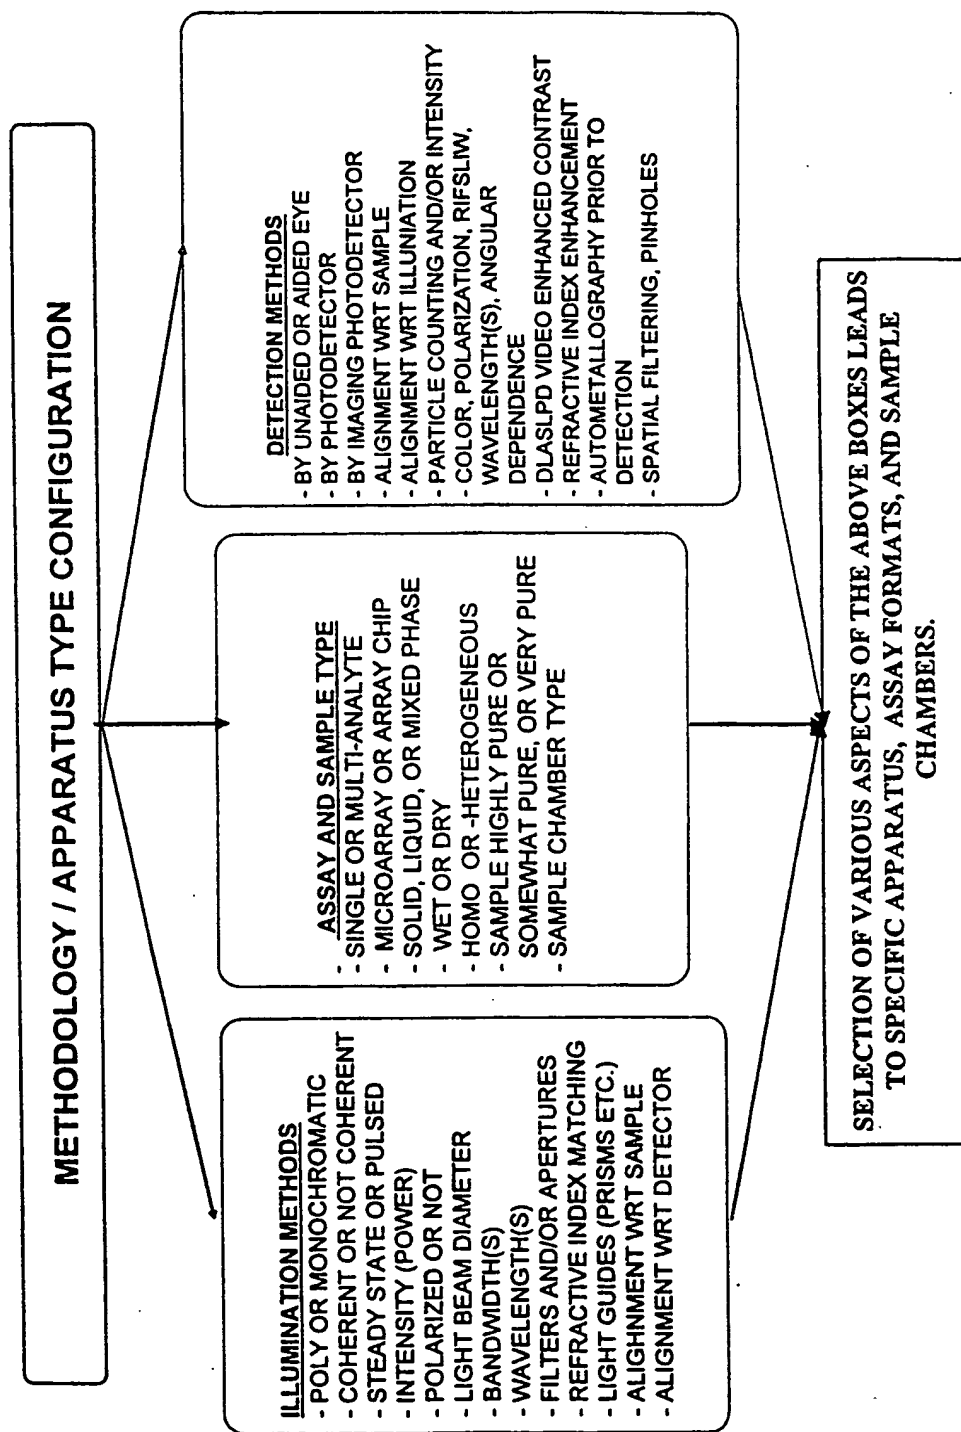 METHODOLOGY / APPARATUS TYPE CONFIGURATION
ILLUMINATION METHODS
- POLY OR MONOCHROMATIC
- COHERENT OR NOT COHERENT
- STEADY STATE OR PULSED
- INTENSITY (POWER)
- POLARIZED OR NOT
- LIGHT BEAM DIAMETER
- BANDWIDTH(S)
- WAVELENGTH(S)
- FILTERS AND/OR APERTURES
- REFRACTIVE INDEX MATCHING
- LIGHT GUIDES (PRISMS ETC.)
- ALIGHNMENT WRT SAMPLE
- ALIGNMENT WRT DETECTOR
ASSAY AND SAMPLE TYPE
-
- SINGLE OR MULTI-ANALYTE
- MICROARRAY OR ARRAY CHIP
- SOLID, LIQUID, OR MIXED PHASE
- WET OR DRY
- HOMO OR -HETEROGENEOUS
- SAMPLE HIGHLY PURE OR
SOMEWHAT PURE, OR VERY PURE
- SAMPLE CHAMBER TYPE
DETECTION METHODS
- BY UNAIDED OR AIDED EYE
- BY PHOTODETECTOR
- BY IMAGING PHOTODETECTOR
- ALIGNMENT WRT SAMPLE
- ALIGNMENT WRT ILLUNIATION
- PARTICLE COUNTING AND/OR INTENSITY
- COLOR, POLARIZATION, RIFSLIW,
WAVELENGTH(S), ANGULAR
DEPENDENCE
- DLASLPD VIDEO ENHANCED CONTRAST
- REFRACTIVE INDEX ENHANCEMENT
- AUTOMETALLOGRAPHY PRIOR TO
DETECTION
- SPATIAL FILTERING, PINHOLES
SELECTION OF VARIOUS ASPECTS OF THE ABOVE BOXES LEADS
TO SPECIFIC APPARATUS, ASSAY FORMATS, AND SAMPLE
CHAMBERS.